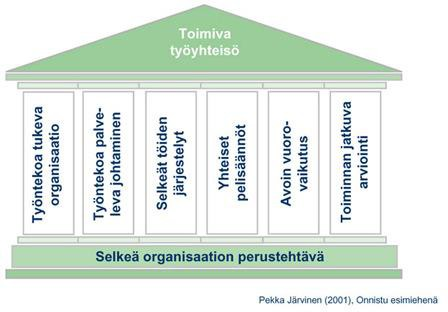 Toimiva
työyhteisö
Työntekoa tukeva
organisaatio
Työntekoa palve-
leva johtaminen
Selkeät töiden
järjestelyt
Yhteiset
pelisäännöt
Avoin vuoro-
vaikutus
Toiminnan jatkuva
arviointi
Selkeä organisaation perustehtävä
Pekka Järvinen (2001), Onnistu esimiehenä